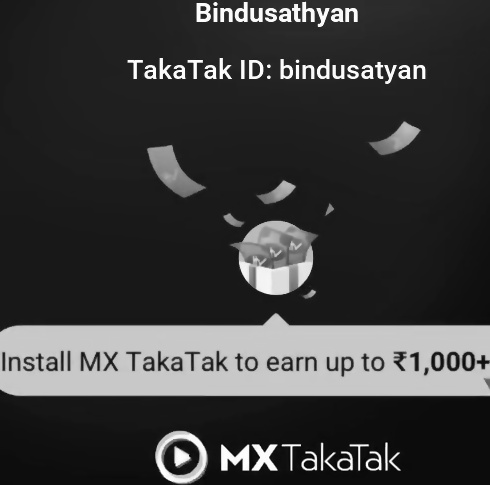 Bindusathyan
TakaTak ID: bindusatyan
Install MX TakaTak to earn up to ₹1,000+
MX TakaTak